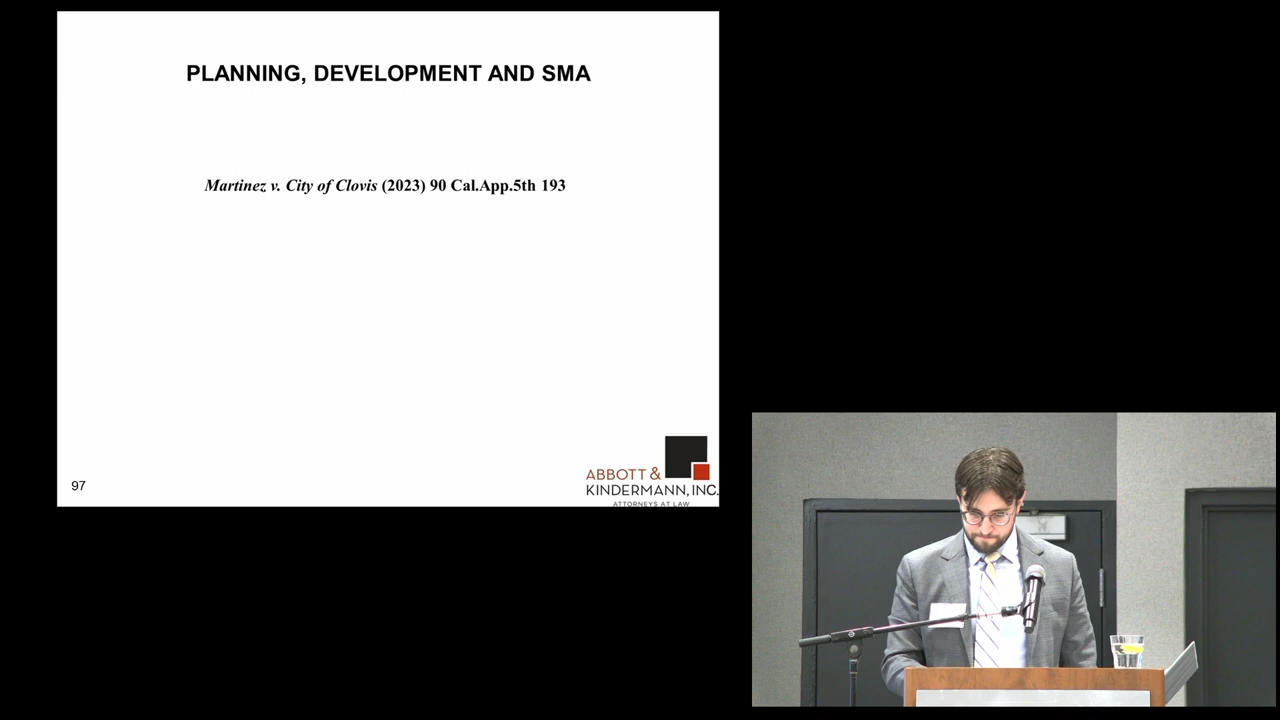 PLANNING, DEVELOPMENT AND SMA
Martinez v. City of Clovis (2023) 90 Cal.App.5th 193
97
ABBOTT &
KINDERMANN, INC.
ATTORNEYS AT LAW